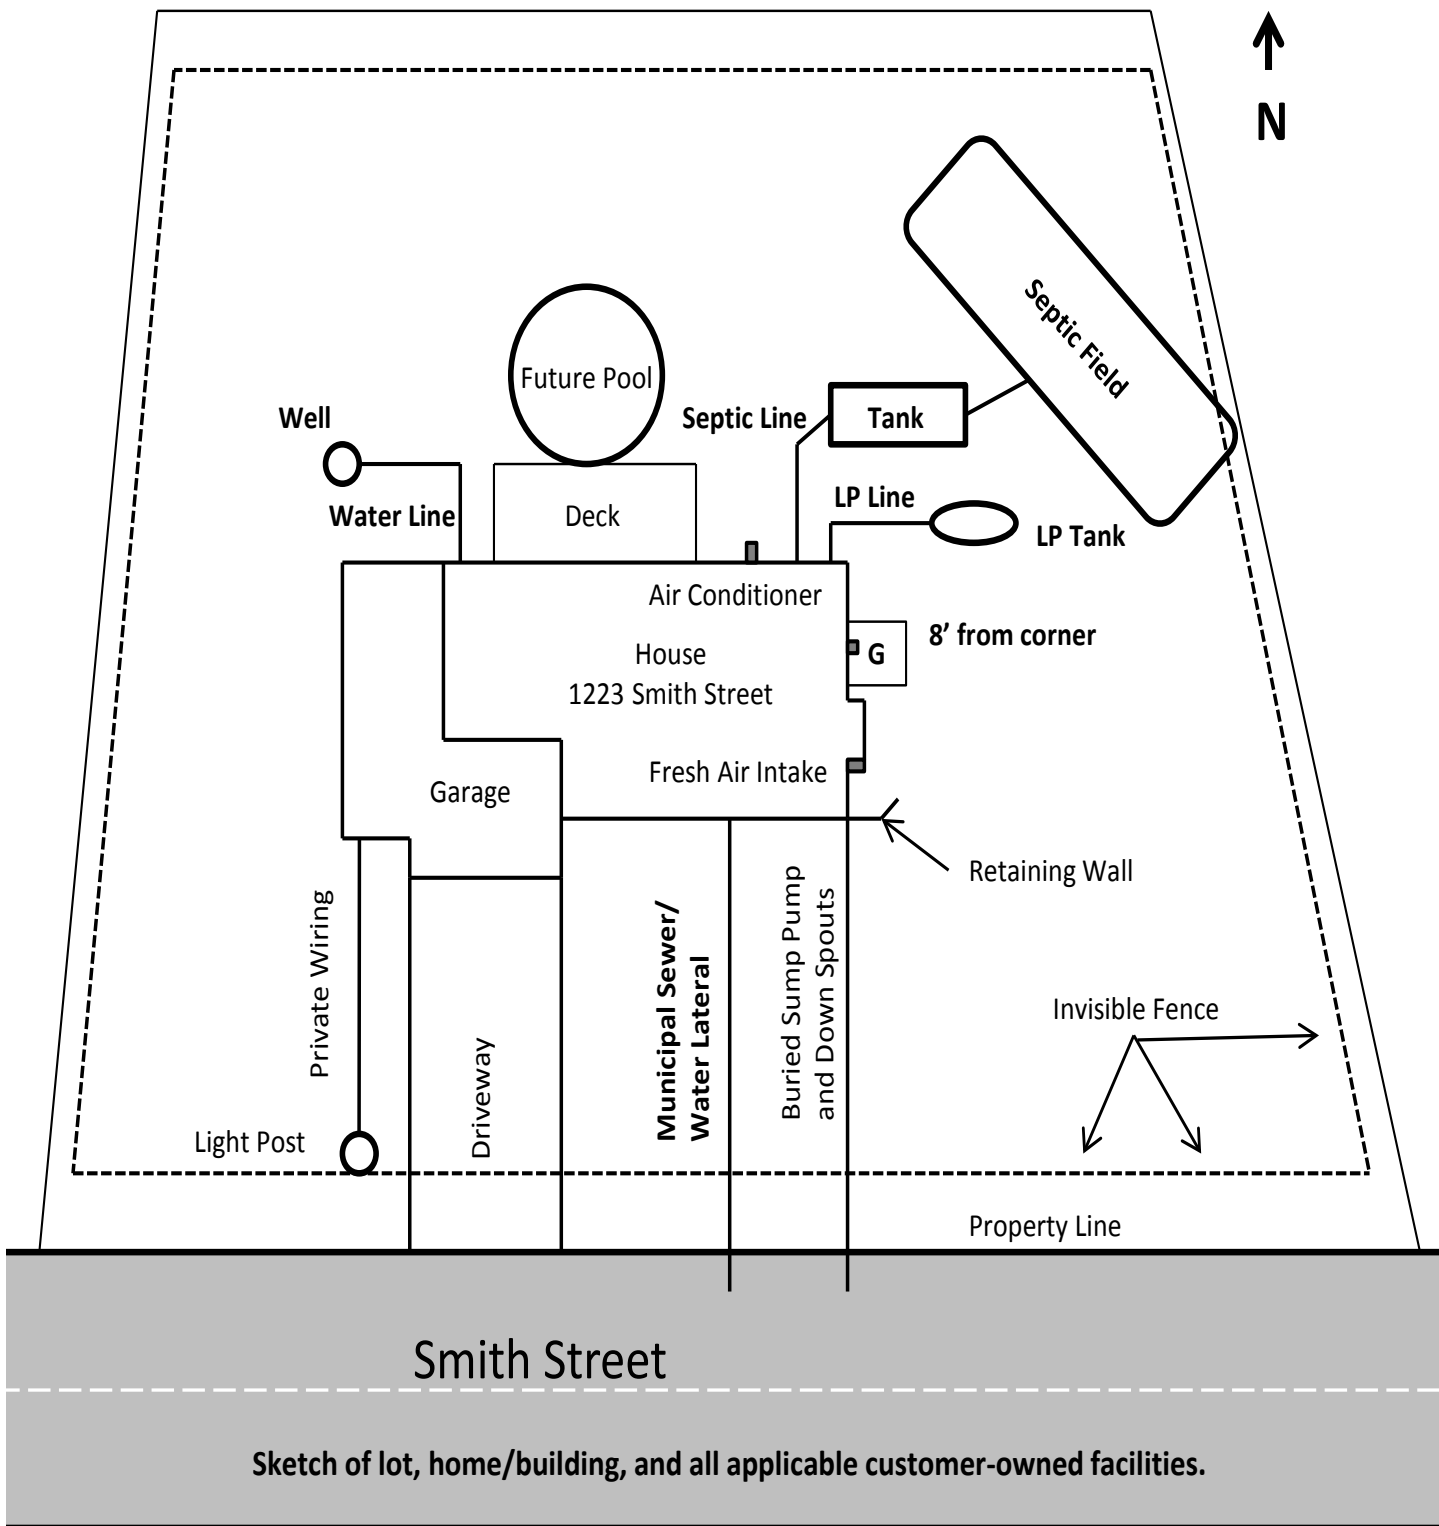 N
Septic Field
Future Pool
Well
Septic Line
Tank
LP Line
Water Line
Deck
LP Tank
Air Conditioner
8’ from corner
House
G
1223 Smith Street
Fresh Air Intake
Garage
Retaining Wall
Private Wiring
Municipal Sewer/
Water Lateral
Buried Sump Pump
and Down Spouts
Invisible Fence
Driveway
Light Post
Property Line
Smith Street
Sketch of lot, home/building, and all applicable customer-owned facilities.